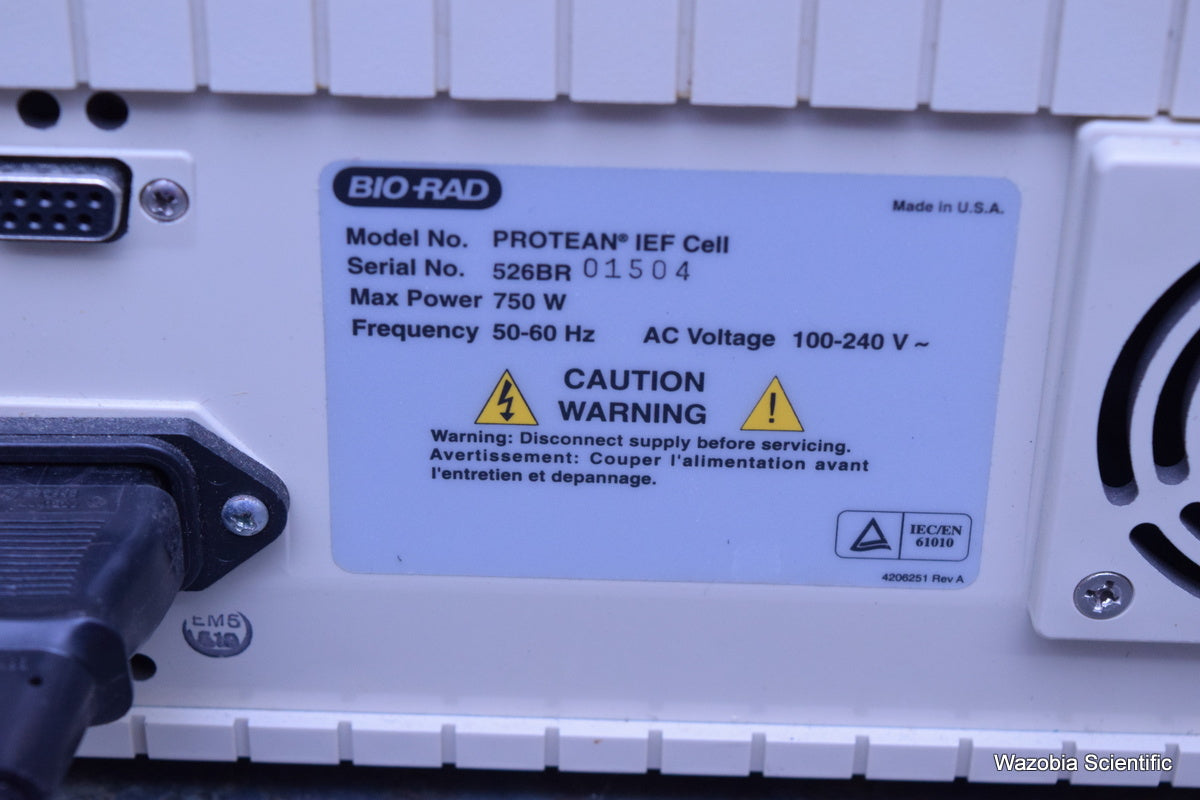 BIO-RAD
Made in U.S.A.
Model No. PROTEAN® IEF Cell
Serial No. 526BR 01504
Max Power 750 W
Frequency 50-60 Hz AC Voltage 100-240 V ~
CAUTION
WARNING
Warning: Disconnect supply before servicing.
Avertissement: Couper l'alimentation avant
l'entretien et depannage.
IEC/EN
61010
4206251 Rev A
Wazobia Scientific